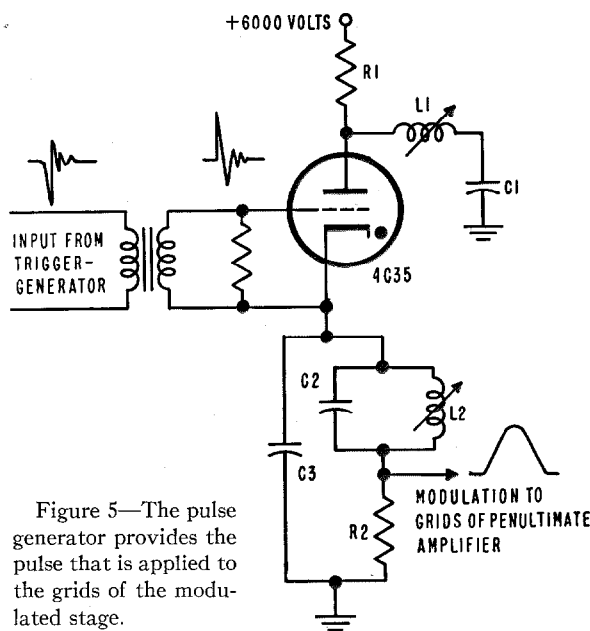 +6000 VOLTS
R1
L1
C1
INPUT FROM
TRIGGER-
GENERATOR
4C35
C2
L2
C3
MODULATION TO
GRIDS OF PENULTIMATE
AMPLIFIER
R2
Figure 5—The pulse
generator provides the
pulse that is applied to
the grids of the modu-
lated stage.